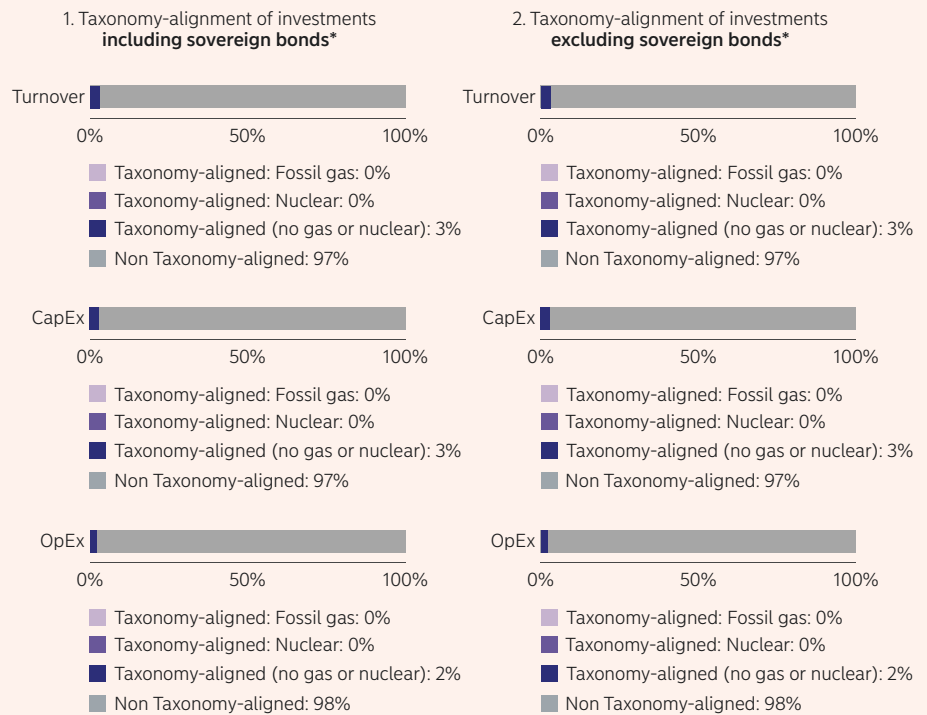 1. Taxonomy-alignment of investments
including sovereign bonds*
Turnover
0% 50% 100%
Taxonomy-aligned: Fossil gas: 0%
Taxonomy-aligned: Nuclear: 0%
Taxonomy-aligned (no gas or nuclear): 3%
Non Taxonomy-aligned: 97%
CapEx
0% 50% 100%
Taxonomy-aligned: Fossil gas: 0%
Taxonomy-aligned: Nuclear: 0%
Taxonomy-aligned (no gas or nuclear): 3%
Non Taxonomy-aligned: 97%
OpEx
0% 50% 100%
Taxonomy-aligned: Fossil gas: 0%
Taxonomy-aligned: Nuclear: 0%
Taxonomy-aligned (no gas or nuclear): 2%
Non Taxonomy-aligned: 98%
2. Taxonomy-alignment of investments
excluding sovereign bonds*
Turnover
0% 50% 100%
Taxonomy-aligned: Fossil gas: 0%
Taxonomy-aligned: Nuclear: 0%
Taxonomy-aligned (no gas or nuclear): 3%
Non Taxonomy-aligned: 97%
CapEx
0% 50% 100%
Taxonomy-aligned: Fossil gas: 0%
Taxonomy-aligned: Nuclear: 0%
Taxonomy-aligned (no gas or nuclear): 3%
Non Taxonomy-aligned: 97%
OpEx
0% 50% 100%
Taxonomy-aligned: Fossil gas: 0%
Taxonomy-aligned: Nuclear: 0%
Taxonomy-aligned (no gas or nuclear): 2%
Non Taxonomy-aligned: 98%